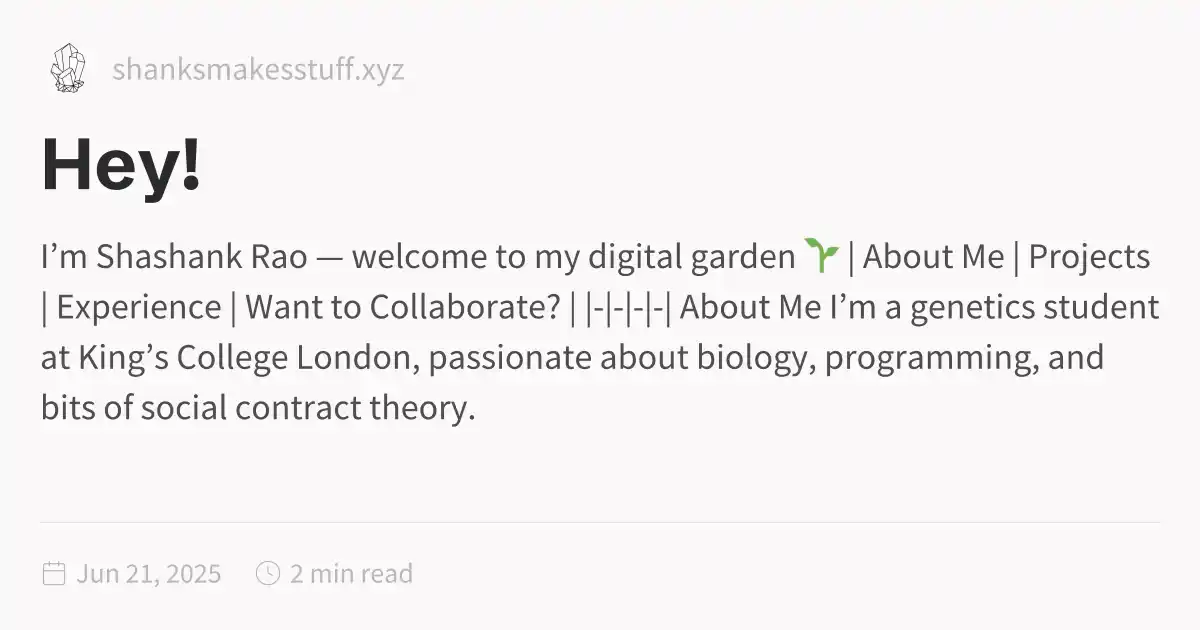 shanksmakesstuff.xyz
Hey!
I’m Shashank Rao — welcome to my digital garden 🌱 | About Me | Projects
| Experience | Want to Collaborate? | |-|-|-|-| About Me I’m a genetics student
at King’s College London, passionate about biology, programming, and
bits of social contract theory.
Jun 21, 2025 2 min read